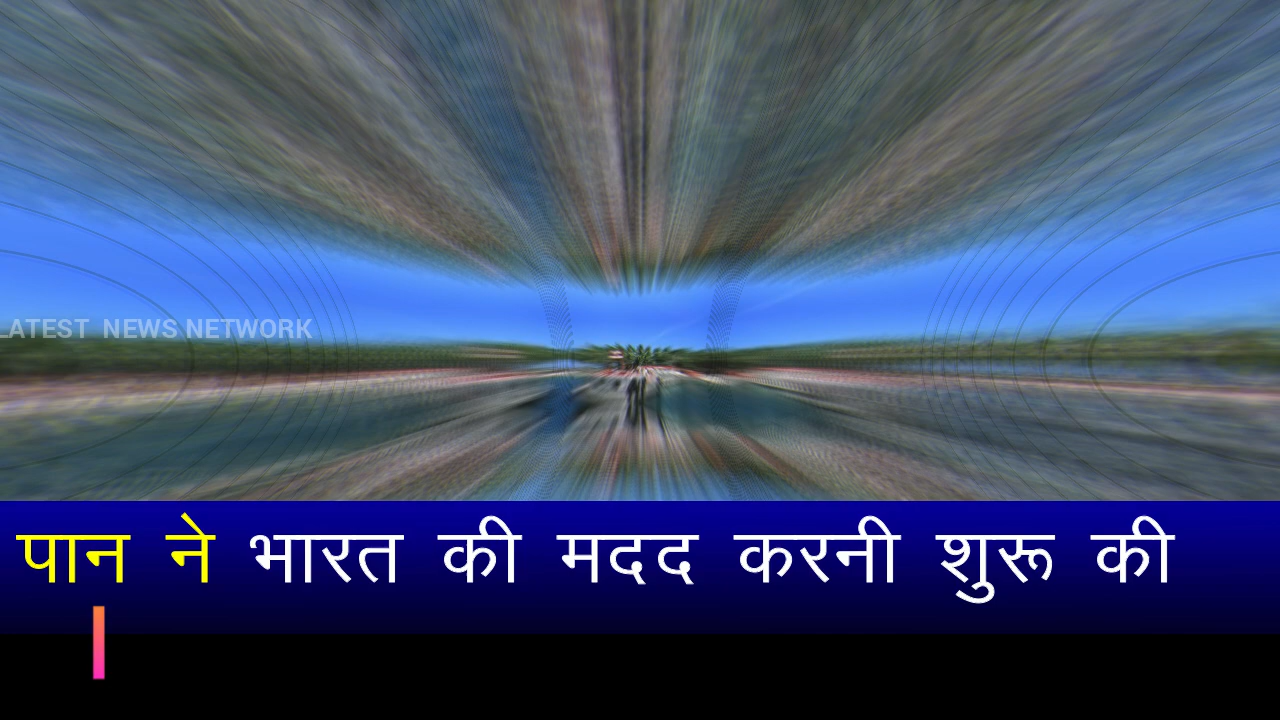 LATEST NEWS NETWORK
पान ने भारत की मदद करनी शुरू की